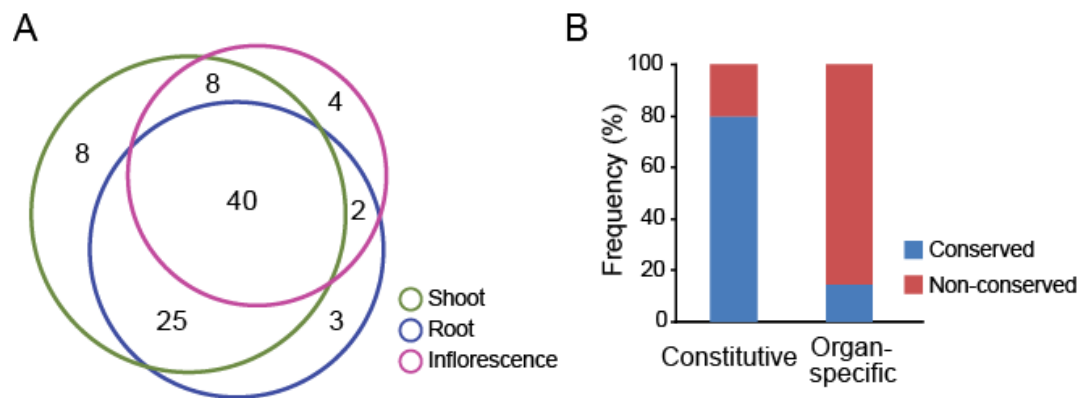 A
8
4
8
40
2
25
3
Shoot
Root
Inflorescence
B
100
80
60
40
20
0
Frequency (%)
Conserved
Non-conserved
Constitutive
Organ-
specific